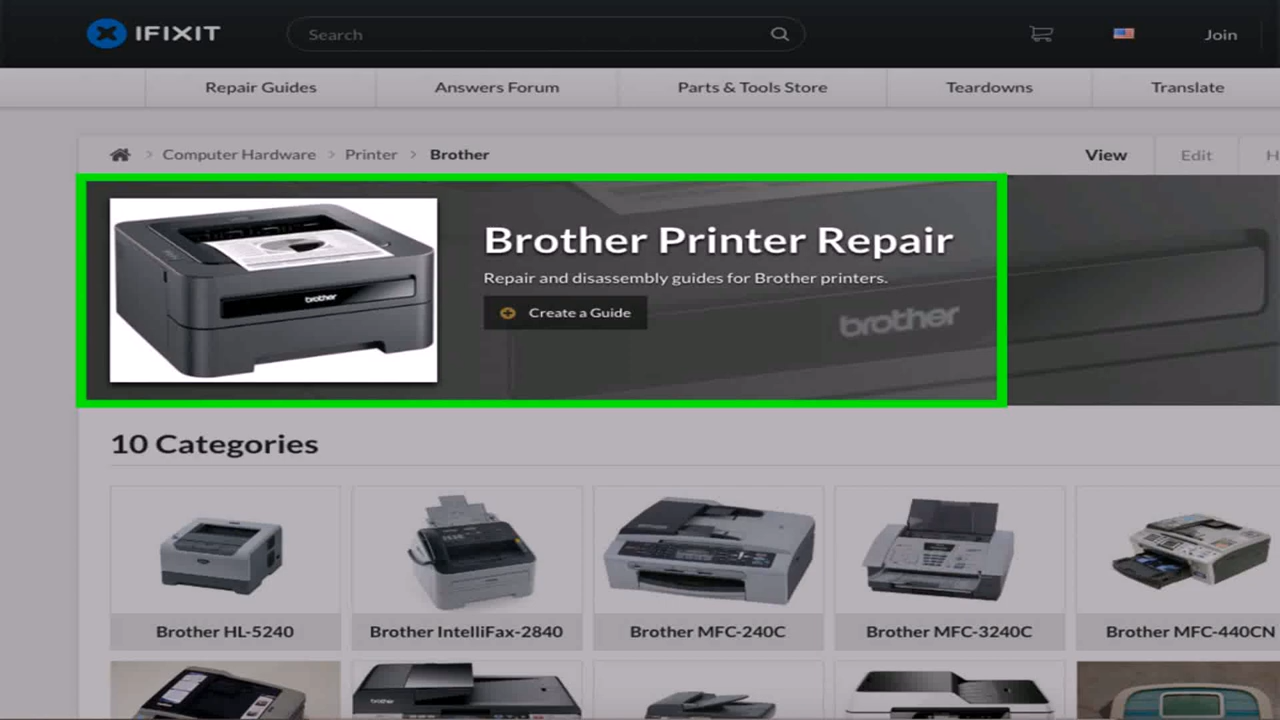 IFIXIT
Search
Join
Repair Guides
Answers Forum
Parts & Tools Store
Teardowns
Translate
Computer Hardware > Printer > Brother
View
Edit
H
brother
Brother Printer Repair
Repair and disassembly guides for Brother printers.
Create a Guide
brother
10 Categories
Brother HL-5240
Brother IntelliFax-2840
Brother MFC-240C
Brother MFC-3240C
Brother MFC-440CN
brother